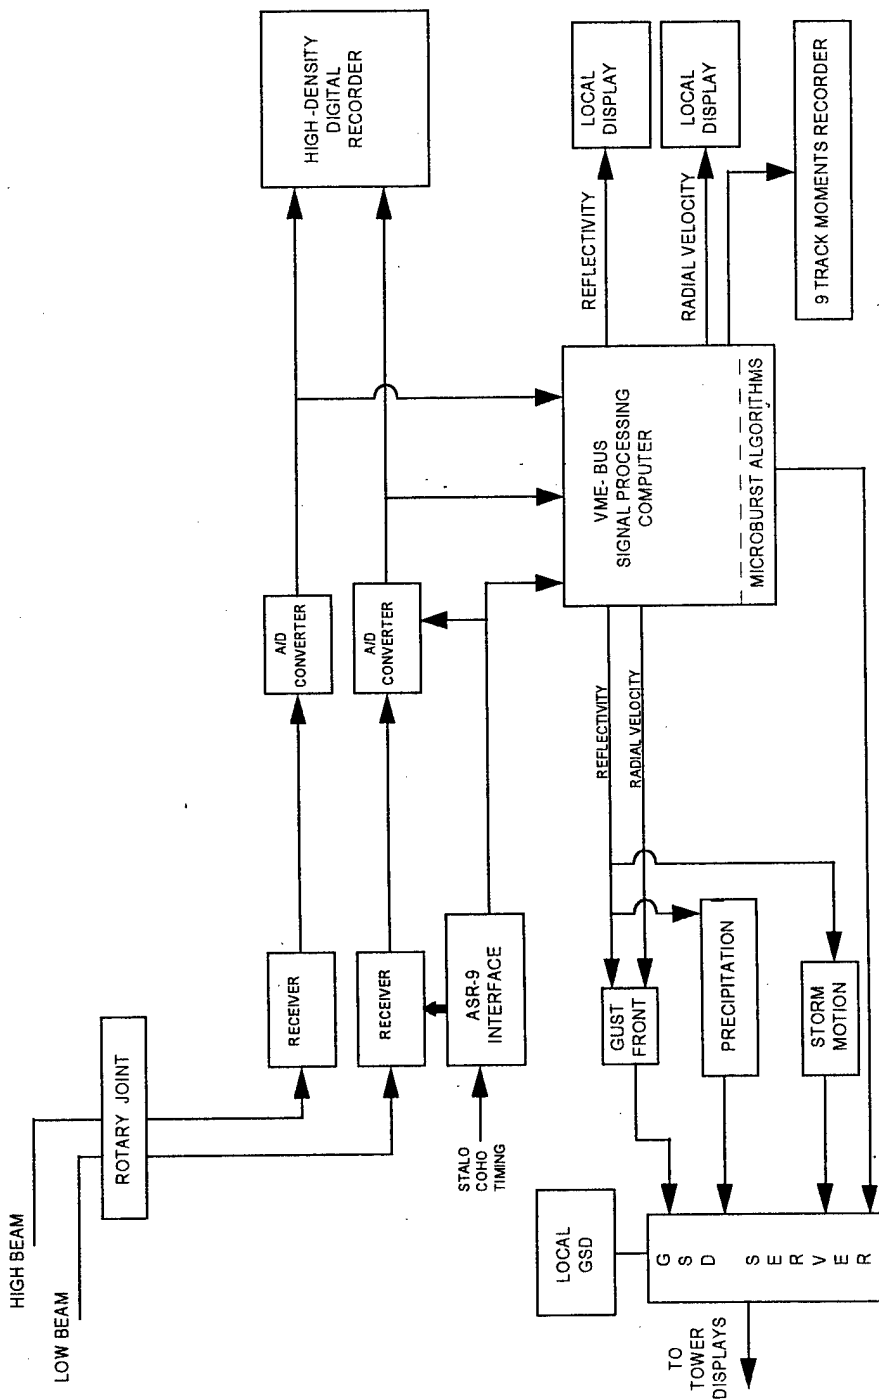 HIGH BEAM
LOW BEAM
ROTARY JOINT
RECEIVER
RECEIVER
A/D
CONVERTER
A/D
CONVERTER
HIGH-DENSITY
DIGITAL
RECORDER
STALO
COHO
TIMING
ASR-9
INTERFACE
VME-BUS
SIGNAL PROCESSING
COMPUTER
MICROBURST ALGORITHMS
REFLECTIVITY
RADIAL VELOCITY
LOCAL
DISPLAY
LOCAL
DISPLAY
9 TRACK MOMENTS RECORDER
REFLECTIVITY
RADIAL VELOCITY
GUST
FRONT
PRECIPITATION
STORM
MOTION
LOCAL
GSD
GSD SERVER
TO
TOWER
DISPLAYS